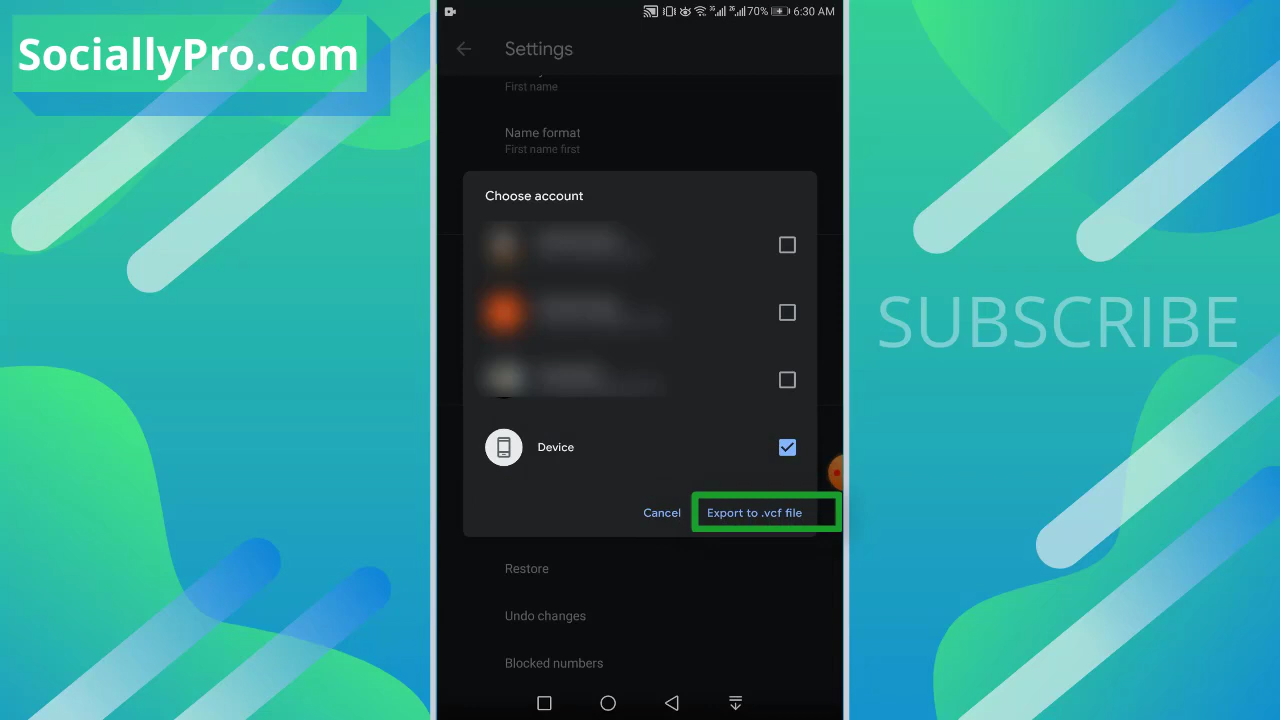 SociallyPro.com
70%
6:30 AM
Settings
First name
Name format
First name first
Choose account
Device
Cancel
Export to .vcf file
Restore
Undo changes
Blocked numbers
SUBSCRIBE